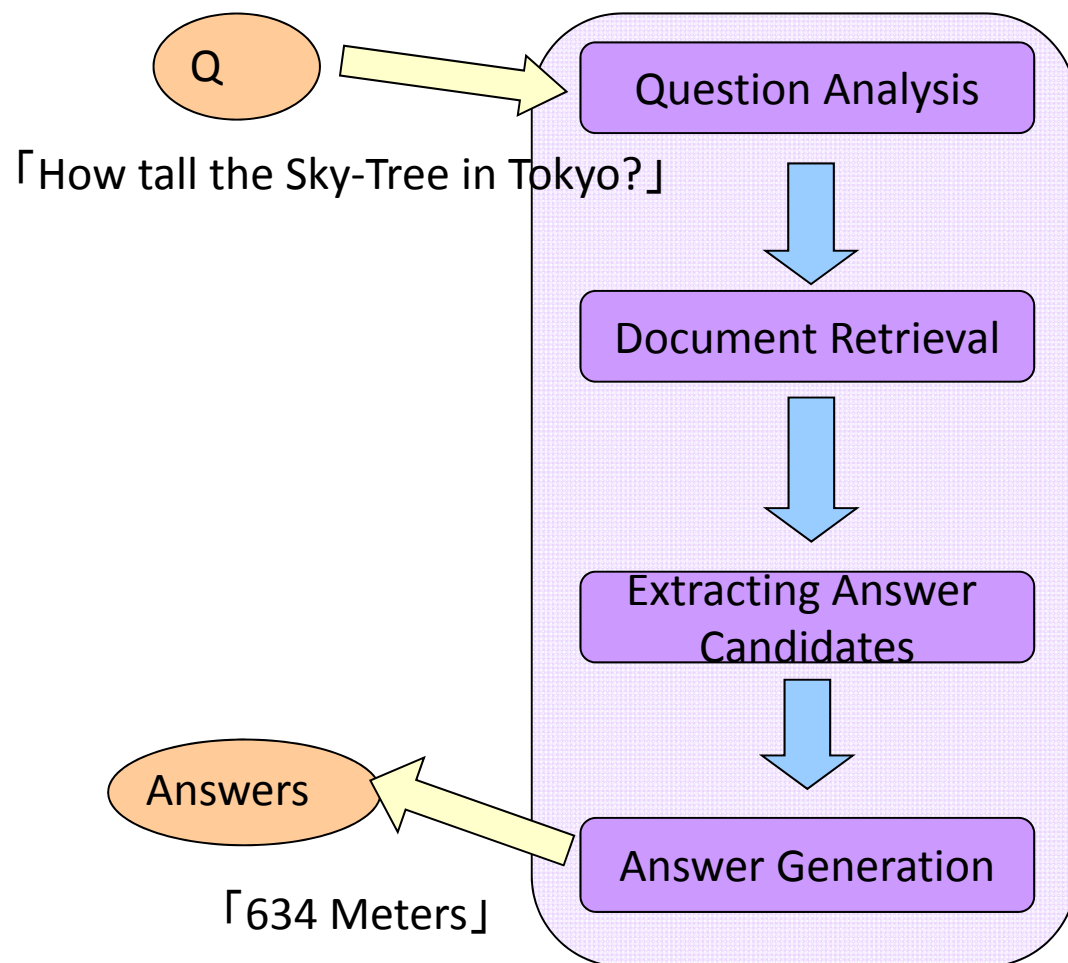 Q
Question Analysis
「How tall the Sky-Tree in Tokyo?」
Document Retrieval
Extracting Answer
Candidates
Answers
Answer Generation
「634 Meters」